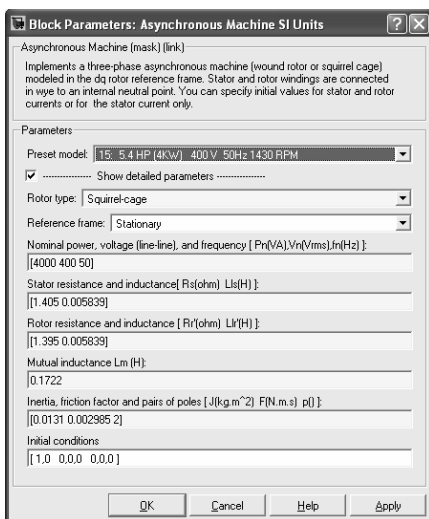 Block Parameters: Asynchronous Machine SI Units
Asynchronous Machine (mask) (link)
Implements a three-phase asynchronous machine (wound rotor or squirrel cage)
modeled in the dq rotor reference frame. Stator and rotor windings are connected
in wye to an internal neutral point. You can specify initial values for stator and rotor
currents or for the stator current only.
Parameters
Preset model: 15: 5.4 HP (4KW) 400 V 50Hz 1430 RPM
---------------- Show detailed parameters ----------------
Rotor type: Squirrel-cage
Reference frame: Stationary
Nominal power, voltage (line-line), and frequency [ Pn(VA),Vn(Vrms),fn(Hz) ]:
[4000 400 50]
Stator resistance and inductance[ Rs(ohm) Lls(H) ]:
[1.405 0.005839]
Rotor resistance and inductance [ Rr'(ohm) Llr'(H) ]:
[1.395 0.005839]
Mutual inductance Lm (H):
0.1722
Inertia, friction factor and pairs of poles [ J(kg.m^2) F(N.m.s) p() ]:
[0.0131 0.002985 2]
Initial conditions
[ 1,0 0,0,0 0,0,0 ]
OK Cancel Help Apply